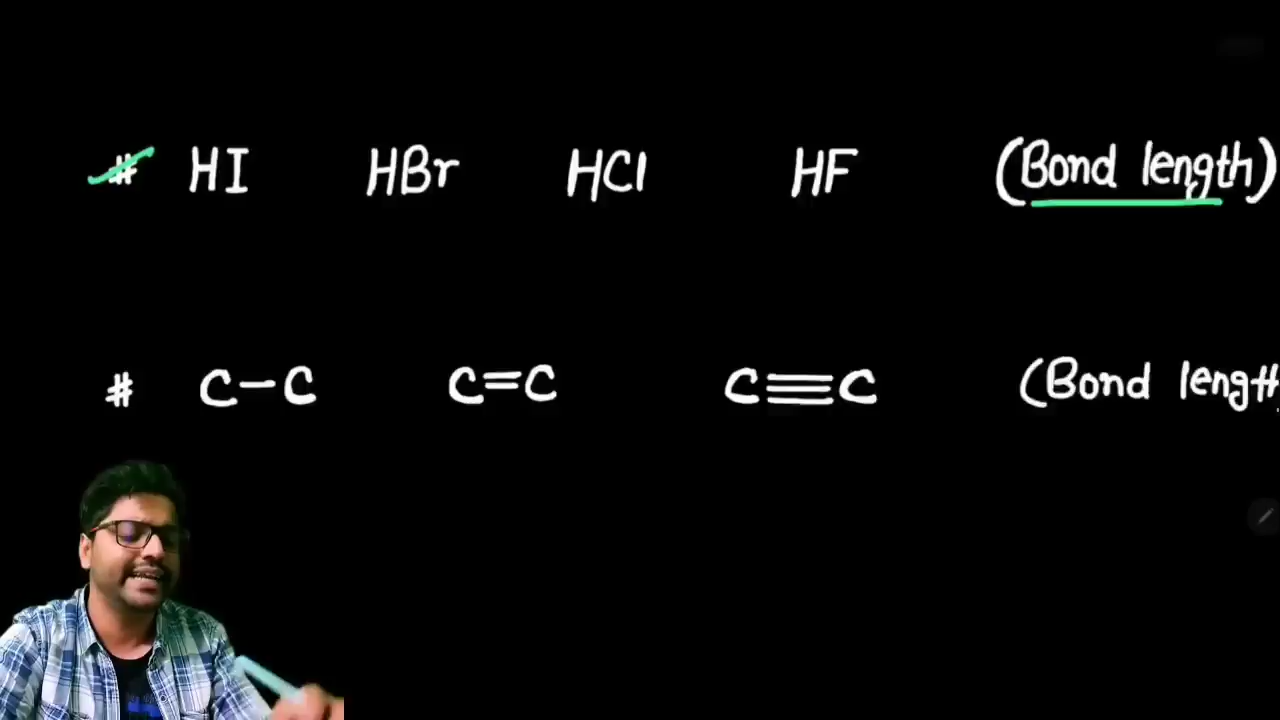 # HI HBr HCl HF (Bond length)
# C-C C=C C≡C (Bond length